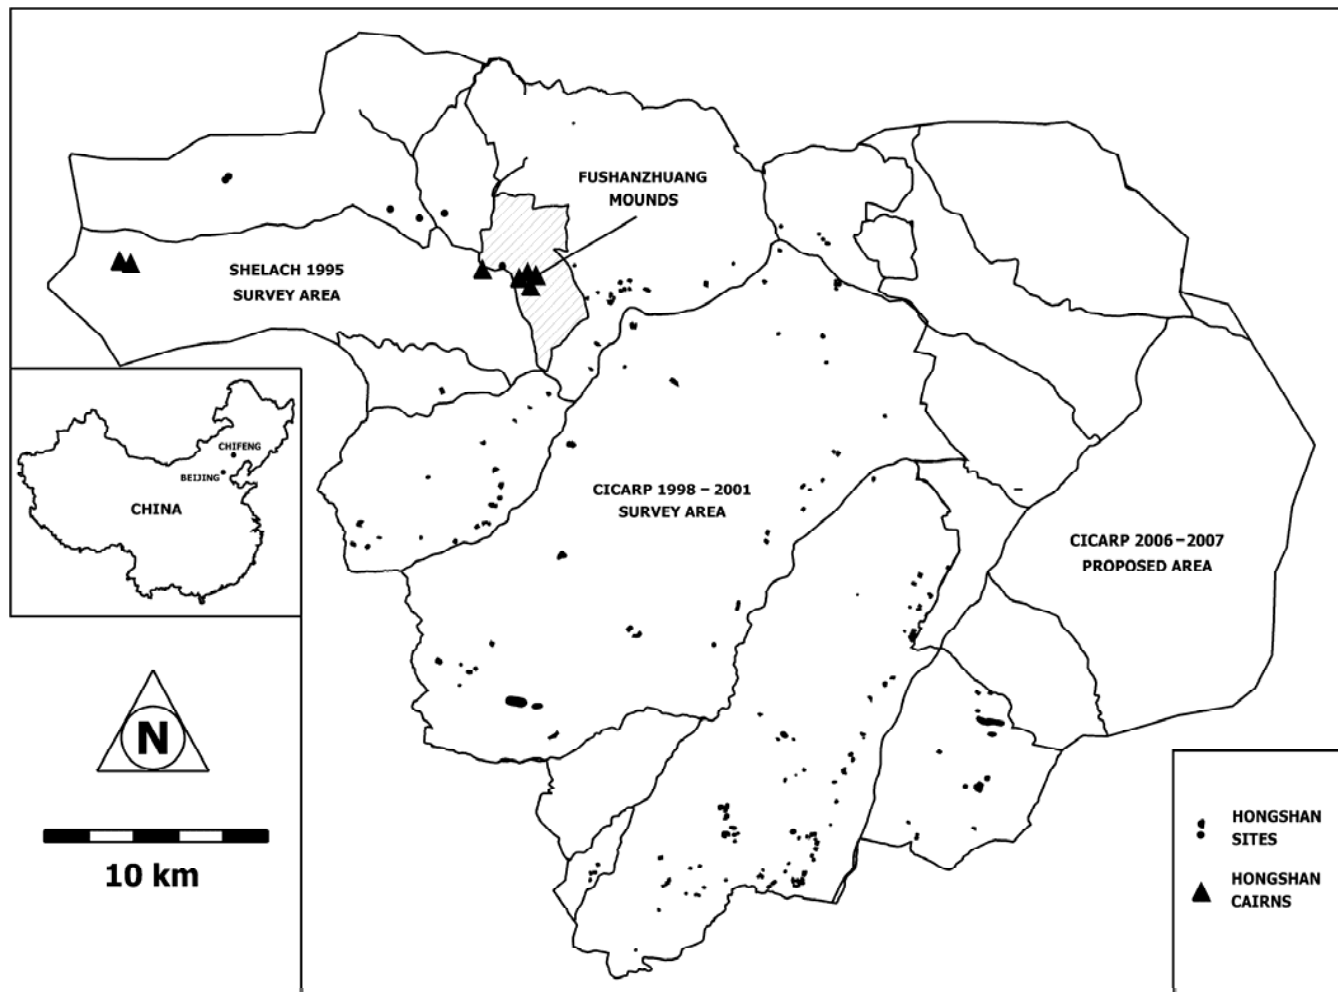 FUSHANZHUANG
MOUNDS
SHELACH 1995
SURVEY AREA
CHIFENG
BEIJING
CHINA
CICARP 1998 – 2001
SURVEY AREA
CICARP 2006 – 2007
PROPOSED AREA
N
10 km
HONGSHAN
SITES
HONGSHAN
CAIRNS